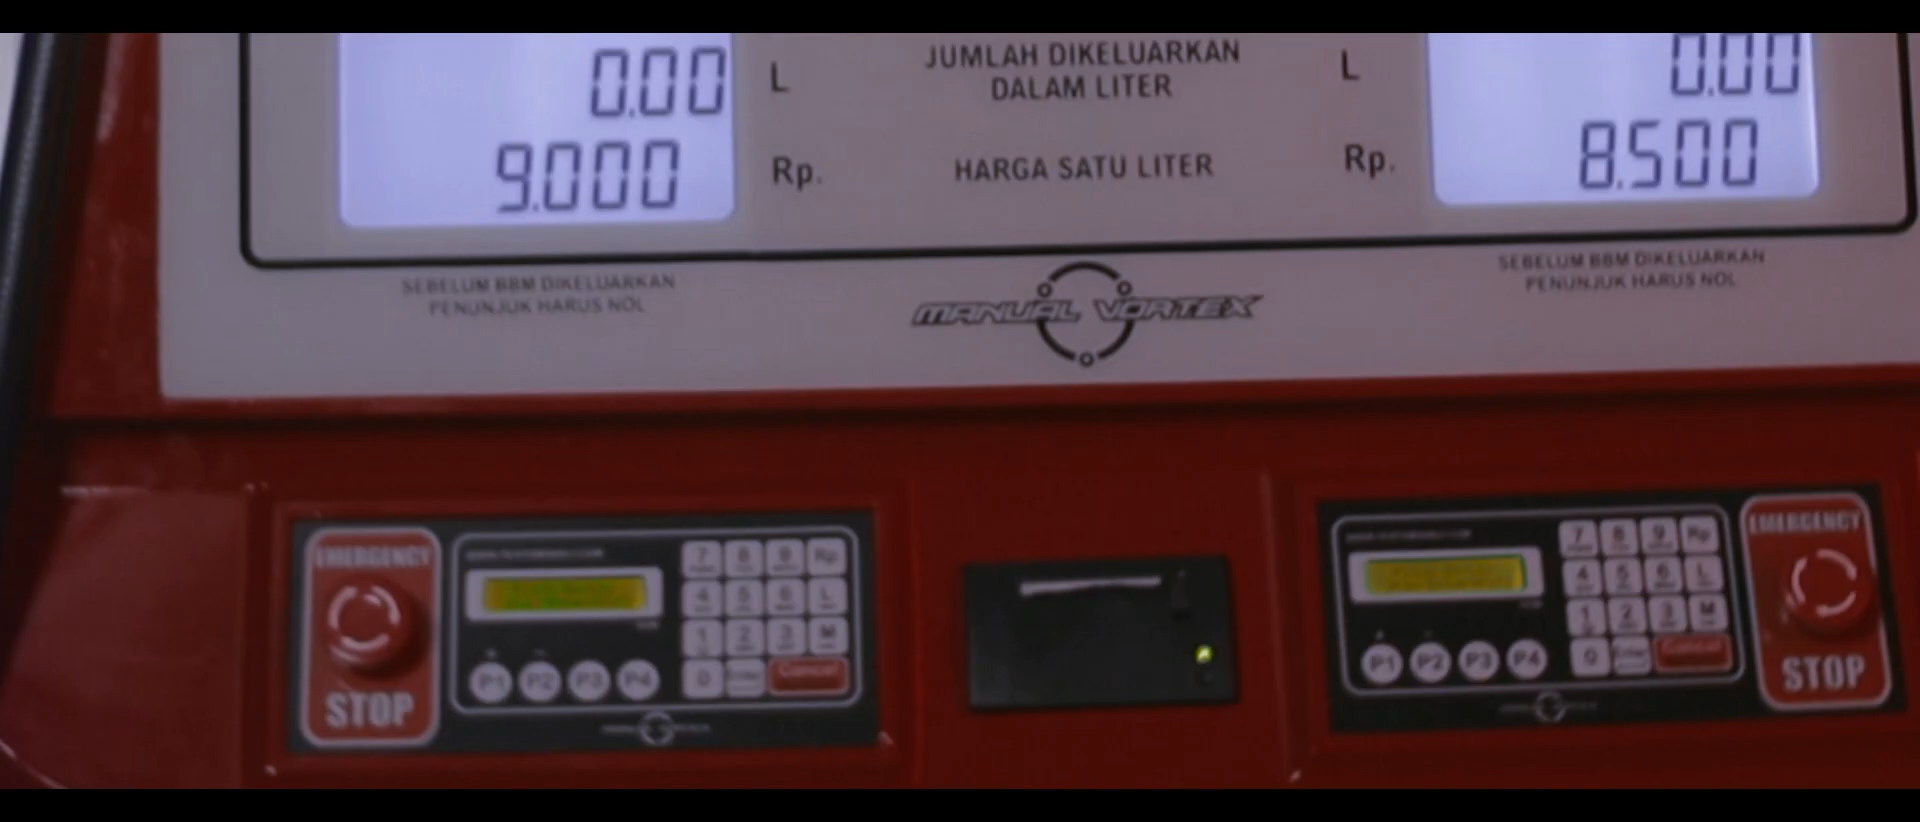 0.00 L JUMLAH DIKELUARKAN L 0.00
DALAM LITER
9.000 Rp. HARGA SATU LITER Rp. 8.500
SEBELUM BBM DIKELUARKAN
PENUNJUK HARUS NOL
MANUAL VORTEX
SEBELUM BBM DIKELUARKAN
PENUNJUK HARUS NOL
EMERGENCY
STOP
7 8 9 Rp
4 5 6 L
1 2 3 M
0 Enter Cancel
P1 P2 P3 P4
7 8 9 Rp
4 5 6 L
1 2 3 M
0 Enter Cancel
P1 P2 P3 P4
EMERGENCY
STOP